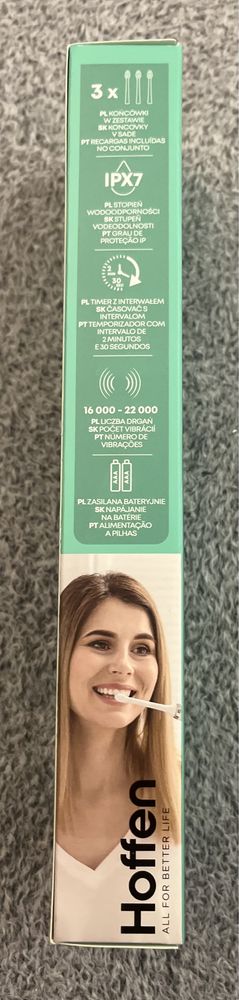 3 x
PL KOŃCÓWKI
W ZESTAWIE
SK KONCOVKY
V SADE
PT RECARGAS INCLUÍDAS
NO CONJUNTO
IPX7
PL STOPIEŃ
WODOODPORNOŚCI
SK STUPEŇ
VODEODOLNOSTI
PT GRAU DE
PROTEÇÃO IP
30
PL TIMER Z INTERWAŁEM
SK ČASOVAČ S
INTERVALOM
PT TEMPORIZADOR COM
INTERVALO DE
2 MINUTOS
E 30 SEGUNDOS
16 000 - 22 000
PL LICZBA DRGAŃ
SK POČET VIBRÁCIÍ
PT NÚMERO DE
VIBRAÇÕES
AAA AAA
PL ZASILANA BATERYJNIE
SK NAPÁJANIE
NA BATÉRIE
PT ALIMENTAÇÃO
A PILHAS
Hoffen
ALL FOR BETTER LIFE